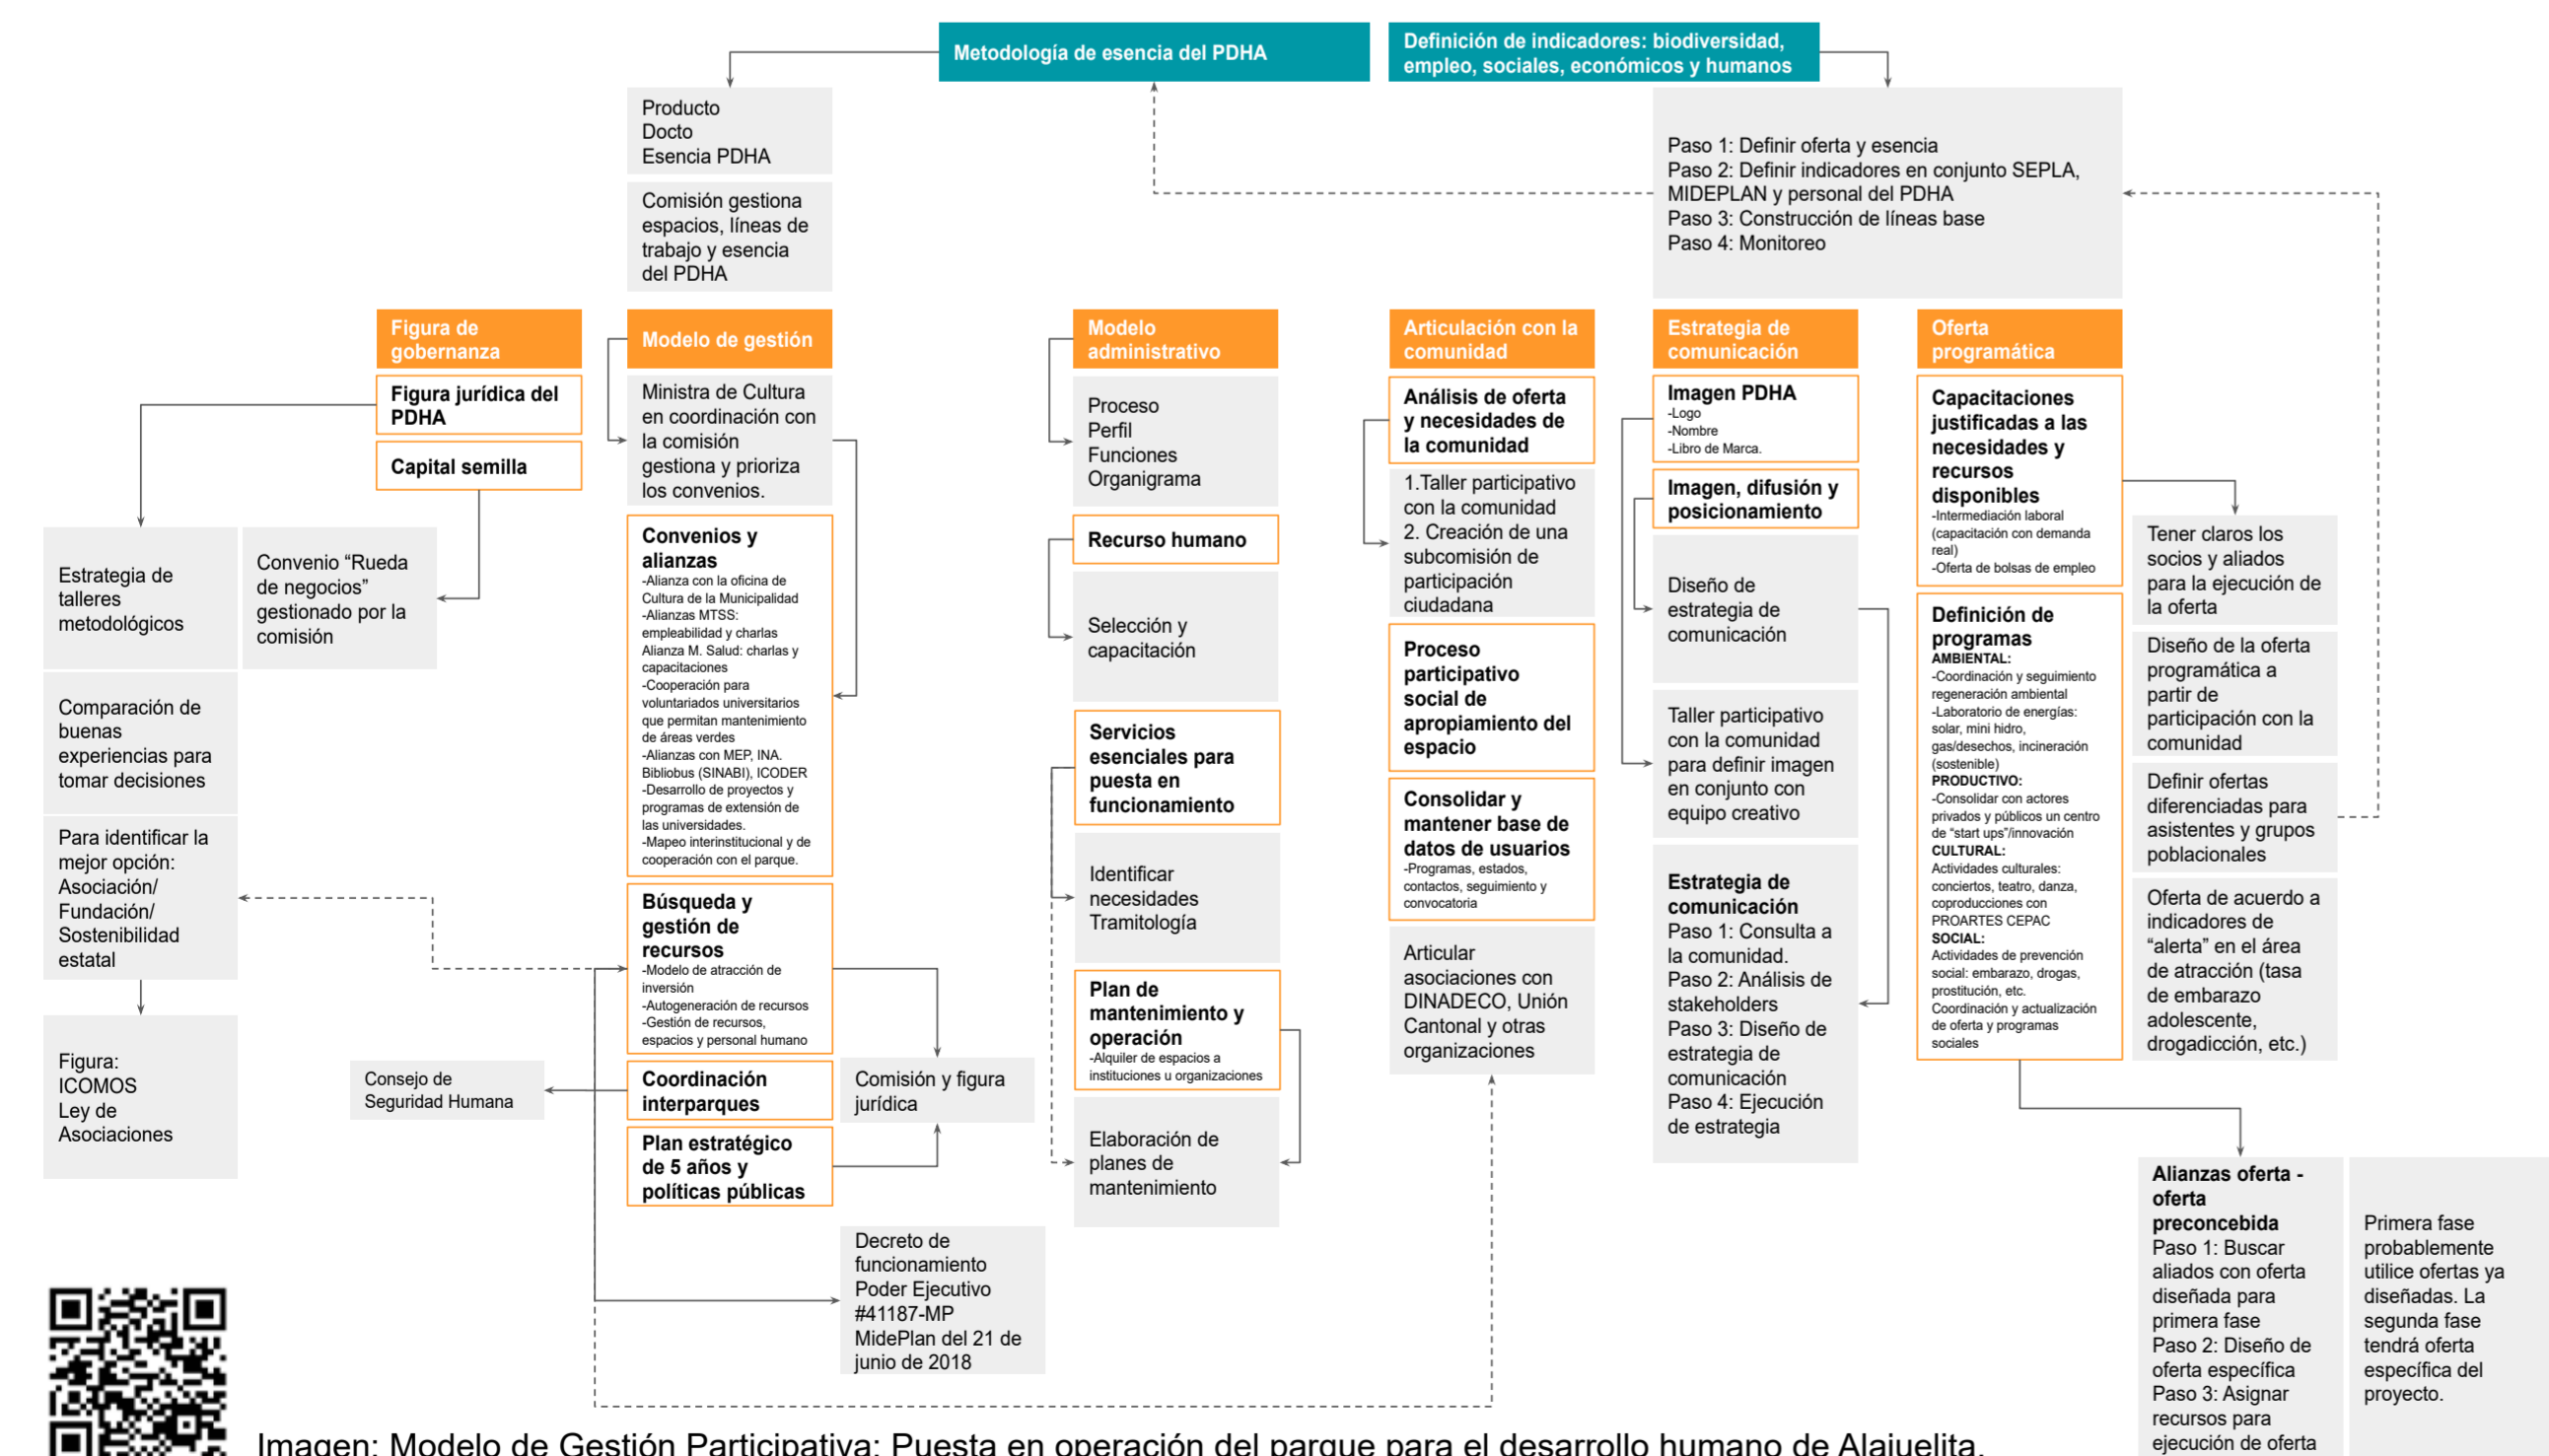 Metodología de esencia del PDHA
Definición de indicadores: biodiversidad,
empleo, sociales, económicos y humanos
Producto
Docto
Esencia PDHA
Comisión gestiona
espacios, líneas de
trabajo y esencia
del PDHA
Paso 1: Definir oferta y esencia
Paso 2: Definir indicadores en conjunto SEPLA,
MIDEPLAN y personal del PDHA
Paso 3: Construcción de líneas base
Paso 4: Monitoreo
Figura de
gobernanza
Figura jurídica del
PDHA
Capital semilla
Estrategia de
talleres
metodológicos
Convenio “Rueda
de negocios”
gestionado por la
comisión
Comparación de
buenas
experiencias para
tomar decisiones
Para identificar la
mejor opción:
Asociación/
Fundación/
Sostenibilidad
estatal
Figura:
ICOMOS
Ley de
Asociaciones
Modelo de gestión
Ministra de Cultura
en coordinación con
la comisión
gestiona y prioriza
los convenios.
Convenios y
alianzas
-Alianza con la oficina de
Cultura de la Municipalidad
-Alianzas MTSS:
empleabilidad y charlas
Alianza M. Salud: charlas y
capacitaciones
-Cooperación para
voluntariados universitarios
que permitan mantenimiento
de áreas verdes
-Alianzas con MEP, INA.
Bibliobus (SINABI), ICODER
-Desarrollo de proyectos y
programas de extensión de
las universidades.
-Mapeo interinstitucional y de
cooperación con el parque.
Búsqueda y
gestión de
recursos
-Modelo de atracción de
inversión
-Autogeneración de recursos
-Gestión de recursos,
espacios y personal humano
Coordinación
interparques
Consejo de
Seguridad Humana
Comisión y figura
jurídica
Plan estratégico
de 5 años y
políticas públicas
Decreto de
funcionamiento
Poder Ejecutivo
#41187-MP
MidePlan del 21 de
junio de 2018
Modelo
administrativo
Proceso
Perfil
Funciones
Organigrama
Recurso humano
Selección y
capacitación
Servicios
esenciales para
puesta en
funcionamiento
Identificar
necesidades
Tramitología
Plan de
mantenimiento y
operación
-Alquiler de espacios a
instituciones u organizaciones
Elaboración de
planes de
mantenimiento
Articulación con la
comunidad
Análisis de oferta
y necesidades de
la comunidad
1.Taller participativo
con la comunidad
2. Creación de una
subcomisión de
participación
ciudadana
Proceso
participativo
social de
apropiamiento del
espacio
Consolidar y
mantener base de
datos de usuarios
-Programas, estados,
contactos, seguimiento y
convocatoria
Articular
asociaciones con
DINADECO, Unión
Cantonal y otras
organizaciones
Estrategia de
comunicación
Imagen PDHA
-Logo
-Nombre
-Libro de Marca.
Imagen, difusión y
posicionamiento
Diseño de
estrategia de
comunicación
Taller participativo
con la comunidad
para definir imagen
en conjunto con
equipo creativo
Estrategia de
comunicación
Paso 1: Consulta a
la comunidad.
Paso 2: Análisis de
stakeholders
Paso 3: Diseño de
estrategia de
comunicación
Paso 4: Ejecución
de estrategia
Oferta
programática
Capacitaciones
justificadas a las
necesidades y
recursos
disponibles
-Intermediación laboral
(capacitación con demanda
real)
-Oferta de bolsas de empleo
Definición de
programas
AMBIENTAL:
-Coordinación y seguimiento
regeneración ambiental
-Laboratorio de energías:
solar, mini hidro,
gas/desechos, incineración
(sostenible)
PRODUCTIVO:
-Consolidar con actores
privados y públicos un centro
de “start ups”/innovación
CULTURAL:
Actividades culturales:
conciertos, teatro, danza,
coproducciones con
PROARTES CEPAC
SOCIAL:
Actividades de prevención
social: embarazo, drogas,
prostitución, etc.
Coordinación y actualización
de oferta y programas
sociales
Tener claros los
socios y aliados
para la ejecución de
la oferta
Diseño de la oferta
programática a
partir de
participación con la
comunidad
Definir ofertas
diferenciadas para
asistentes y grupos
poblacionales
Oferta de acuerdo a
indicadores de
“alerta” en el área
de atracción (tasa
de embarazo
adolescente,
drogadicción, etc.)
Alianzas oferta -
oferta
preconcebida
Paso 1: Buscar
aliados con oferta
diseñada para
primera fase
Paso 2: Diseño de
oferta específica
Paso 3: Asignar
recursos para
ejecución de oferta
Primera fase
probablemente
utilice ofertas ya
diseñadas. La
segunda fase
tendrá oferta
específica del
proyecto.
Imagen: Modelo de Gestión Participativa: Puesta en operación del parque para el desarrollo humano de Alajuelita.